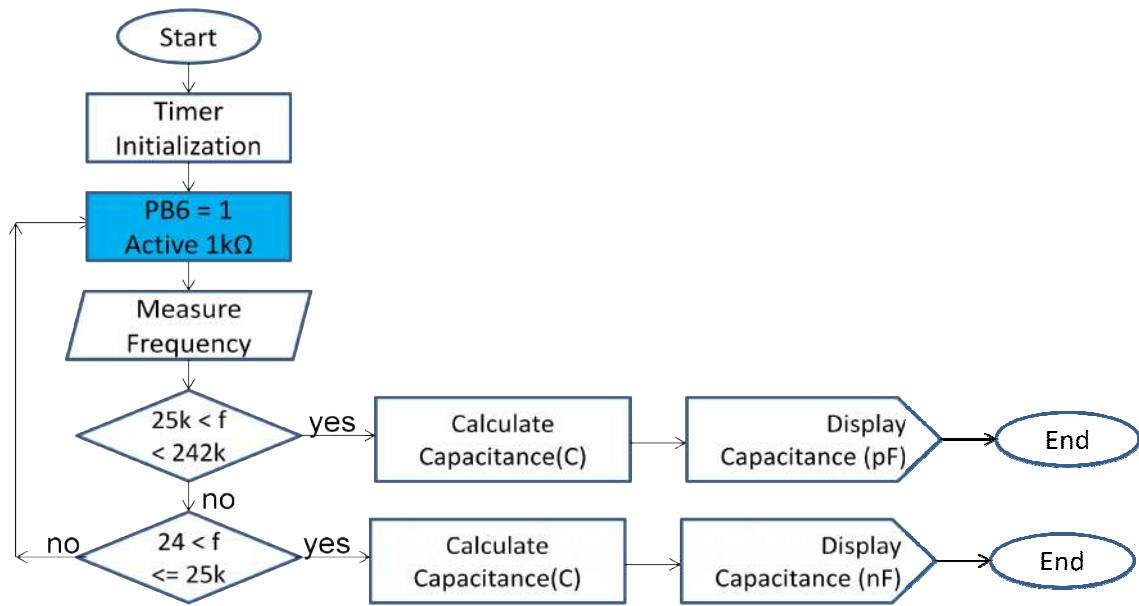 Start
Timer
Initialization
PB6 = 1
Active 1kΩ
Measure
Frequency
25k < f
< 242k
yes
Calculate
Capacitance(C)
Display
Capacitance (pF)
End
no
24 < f
<= 25k
no
yes
Calculate
Capacitance(C)
Display
Capacitance (nF)
End